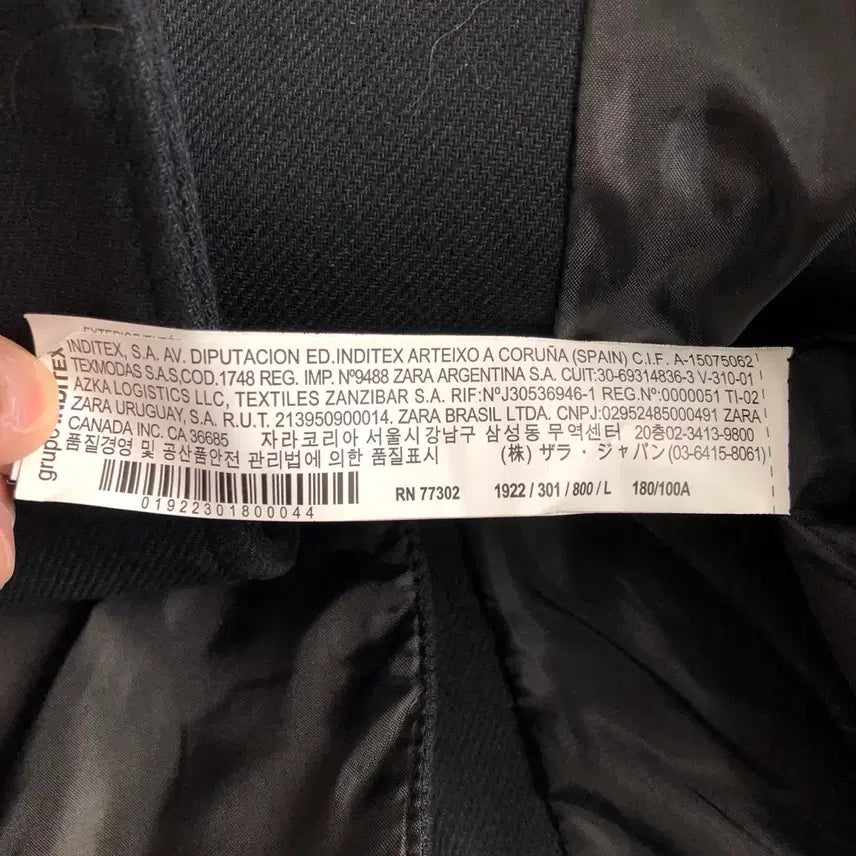 grupo INDITEX
INDITEX, S.A. AV. DIPUTACION ED.INDITEX ARTEIXO A CORUÑA (SPAIN) C.I.F. A-15075062
TEXMODAS S.A.S,COD.1748 REG. IMP. Nº9488 ZARA ARGENTINA S.A. CUIT:30-69314836-3 V-310-01
AZKA LOGISTICS LLC, TEXTILES ZANZIBAR S.A. RIF:NºJ30536946-1 REG.Nº:0000051 TI-02
ZARA URUGUAY, S.A. R.U.T. 213950900014. ZARA BRASIL LTDA. CNPJ:02952485000491 ZARA
CANADA INC. CA 36685 자라코리아 서울시강남구 삼성동 무역센터 20층02-3413-9800
품질경영 및 공산품안전 관리법에 의한 품질표시 (株) ザラ・ジャパン(03-6415-8061)
01922301800044 RN 77302 1922 / 301 / 800 / L 180/100A